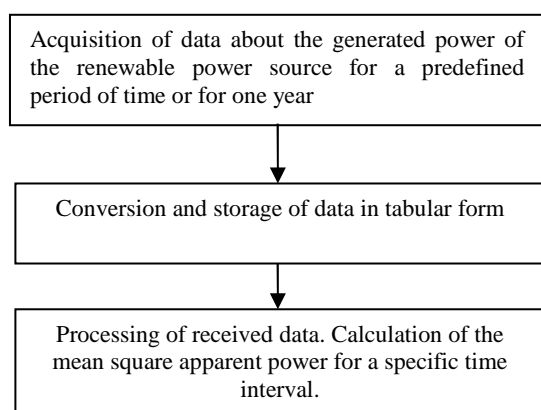 Acquisition of data about the generated power of
the renewable power source for a predefined
period of time or for one year
Conversion and storage of data in tabular form
Processing of received data. Calculation of the
mean square apparent power for a specific time
interval.